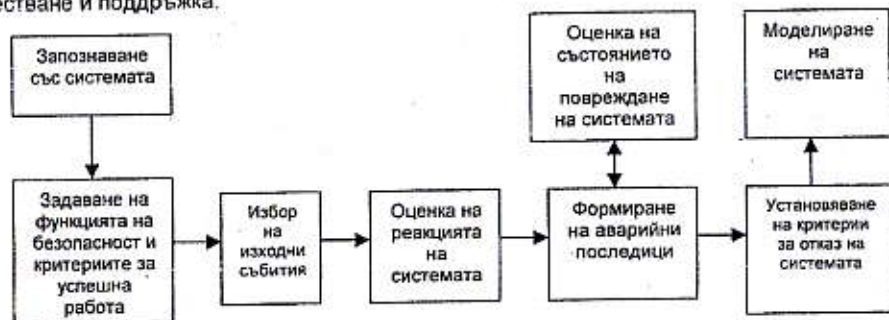 поддръжка.
Запознаване
със системата
Задаване на
функцията на
безопасност и
критериите за
успешна
работа
Избор
на
изходни
събития
Оценка на
реакцията
на
системата
Оценка на
състоянието
на
повреждане
на системата
Формиране
на аварийни
последици
Моделиране
на
системата
Установяване
на критерии
за отказ на
системата